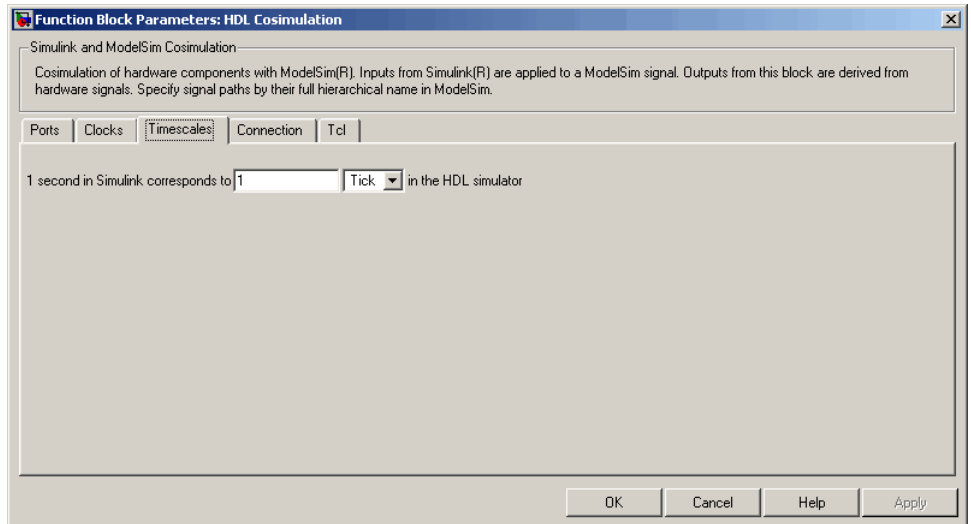 Function Block Parameters: HDL Cosimulation
Simulink and ModelSim Cosimulation
Cosimulation of hardware components with ModelSim(R). Inputs from Simulink(R) are applied to a ModelSim signal. Outputs from this block are derived from
hardware signals. Specify signal paths by their full hierarchical name in ModelSim.
Ports Clocks Timescales Connection Tcl
1 second in Simulink corresponds to 1 Tick in the HDL simulator
OK Cancel Help Apply